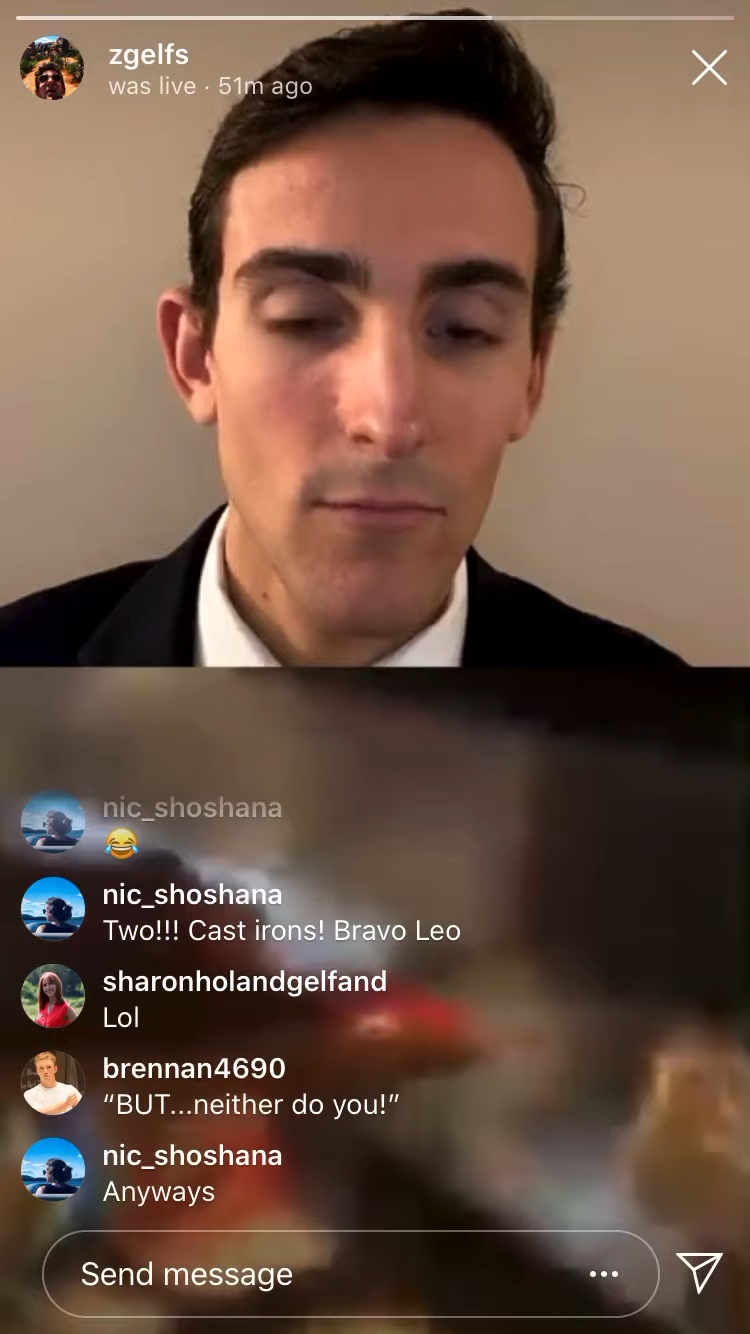 zgelfs
was live · 51m ago
nic_shoshana
😂
nic_shoshana
Two!!! Cast irons! Bravo Leo
sharonholandgelfand
Lol
brennan4690
“BUT...neither do you!”
nic_shoshana
Anyways
Send message